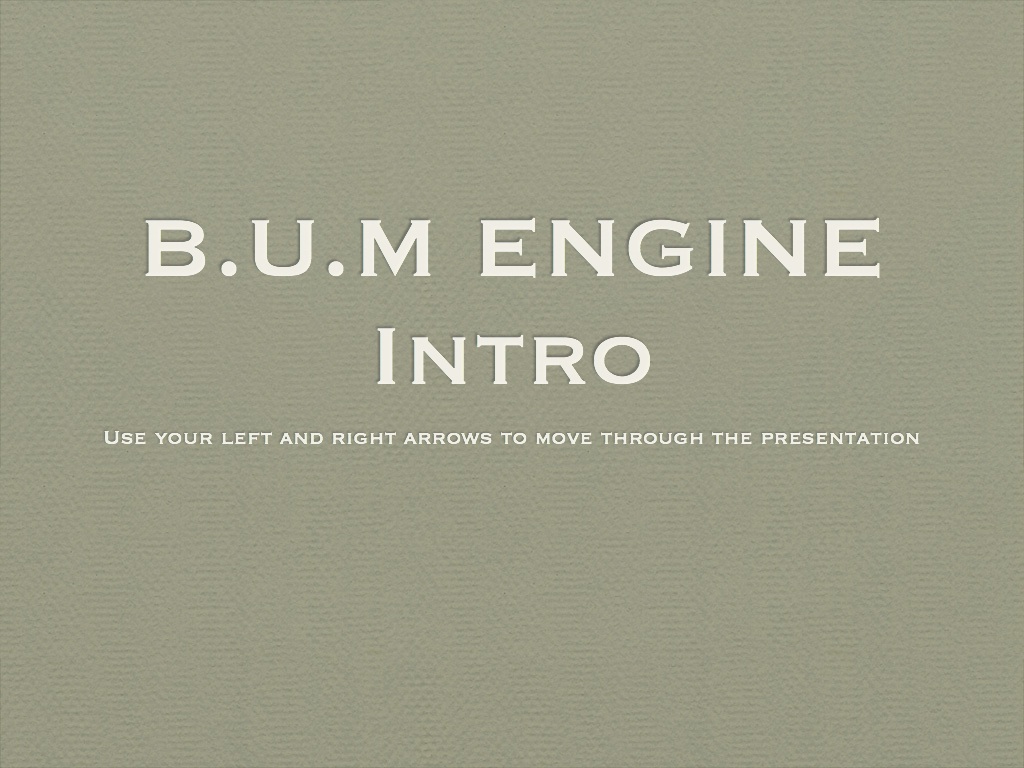 B.U.M ENGINE
Intro
Use your left and right arrows to move through the presentation